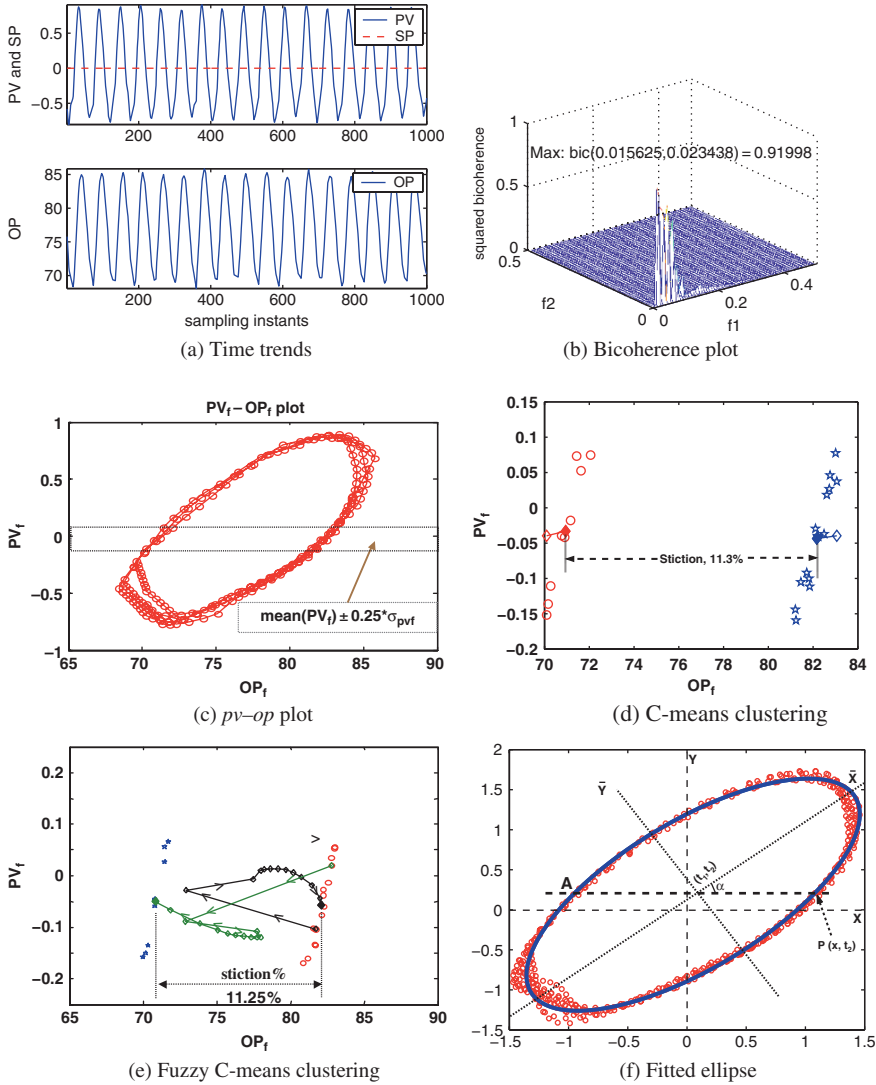 PV and SP
0.5
0
−0.5
200 400 600 800 1000
PV
SP
OP
85
80
75
70
200 400 600 800 1000
OP
sampling instants
(a) Time trends
squared bicoherence
1
0.5
0
Max: bic(0.015625,0.023438) = 0.91998
0.5
f2
0
0
0.2
0.4
f1
(b) Bicoherence plot
PVf – OPf plot
PVf
1
0.5
0
−0.5
−1
65 70 75 80 85 90
mean(PVf) ± 0.25*σpvf
OPf
(c) pv–op plot
PVf
0.15
0.1
0.05
0
−0.05
−0.1
−0.15
−0.2
70 72 74 76 78 80 82 84
Stiction, 11.3%
OPf
(d) C-means clustering
PVf
0.2
0.1
0
−0.1
−0.2
65 70 75 80 85 90
>
stiction%
11.25%
OPf
(e) Fuzzy C-means clustering
2
1.5
1
0.5
0
−0.5
−1
−1.5
−1.5 −1 −0.5 0 0.5 1 1.5
Y
Ȳ
X̄
A
(t₁,t₂)
α
X
P (x, t₂)
(f) Fitted ellipse